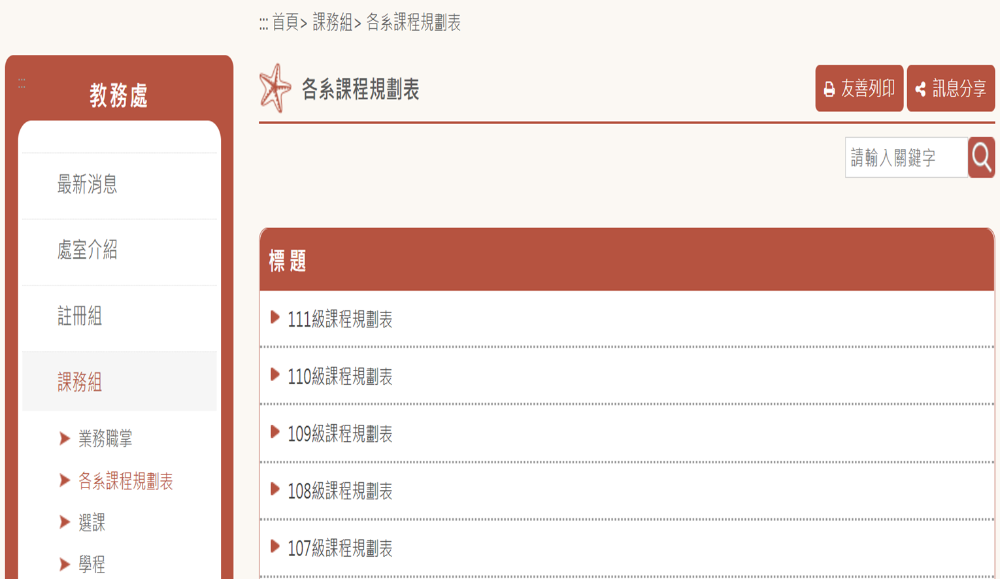 ::: 首頁> 課務組> 各系課程規劃表
:::
教務處
最新消息
處室介紹
註冊組
課務組
業務職掌
各系課程規劃表
選課
學程
各系課程規劃表
友善列印
訊息分享
請輸入關鍵字
標題
111級課程規劃表
110級課程規劃表
109級課程規劃表
108級課程規劃表
107級課程規劃表